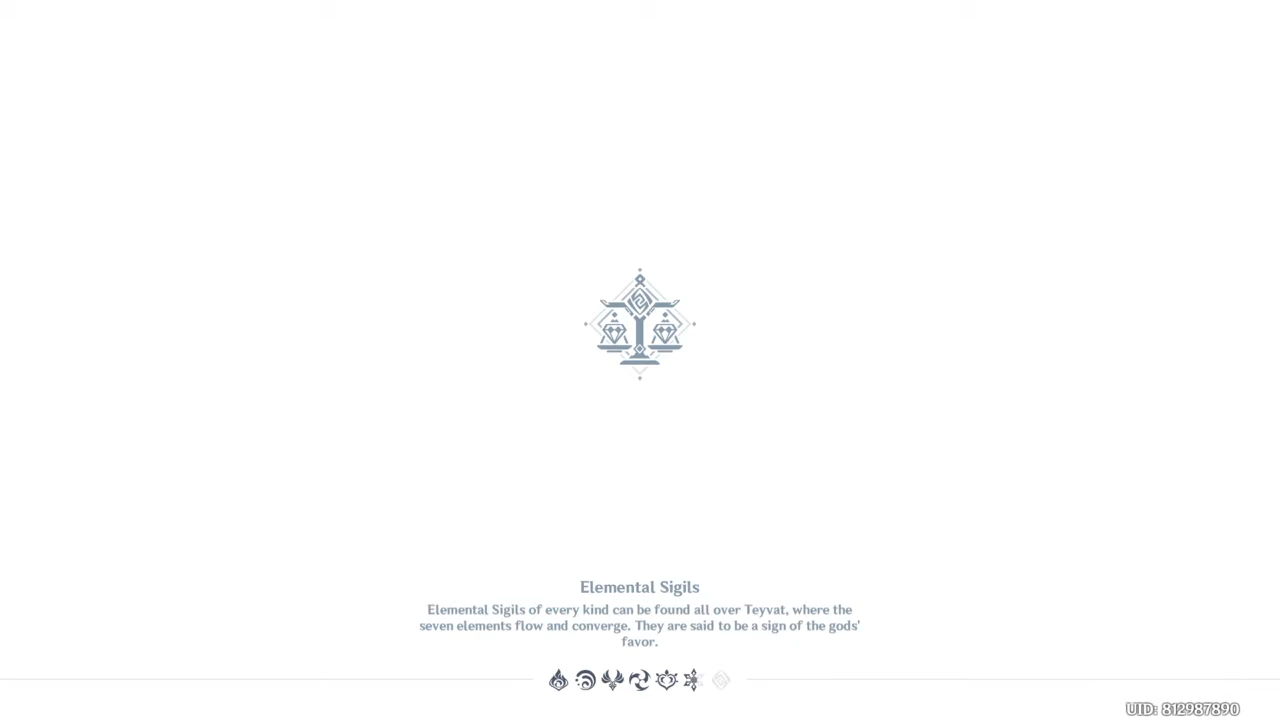 Elemental Sigils
Elemental Sigils of every kind can be found all over Teyvat, where the
seven elements flow and converge. They are said to be a sign of the gods'
favor.
UID: 812987890